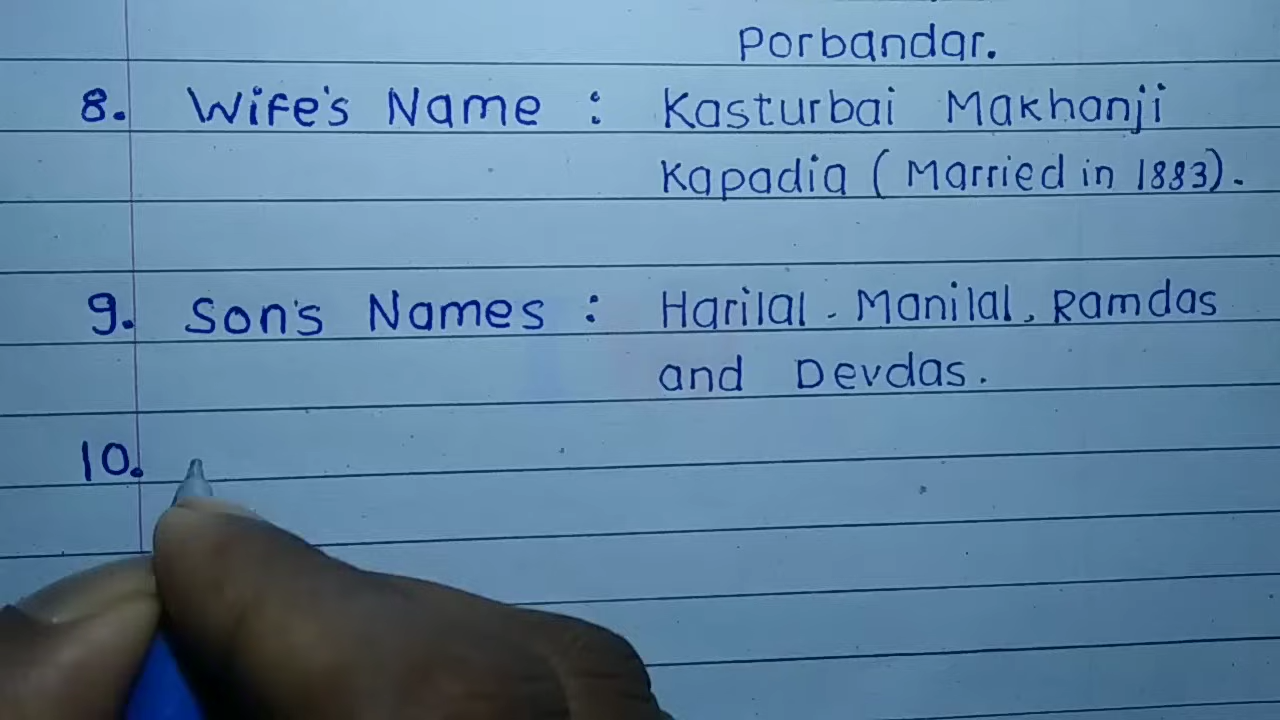 Porbandar.
8. Wife's Name : Kasturbai Makhanji
Kapadia (Married in 1883).
9. Son's Names : Harilal. Manilal, Ramdas
and Devdas.
10.